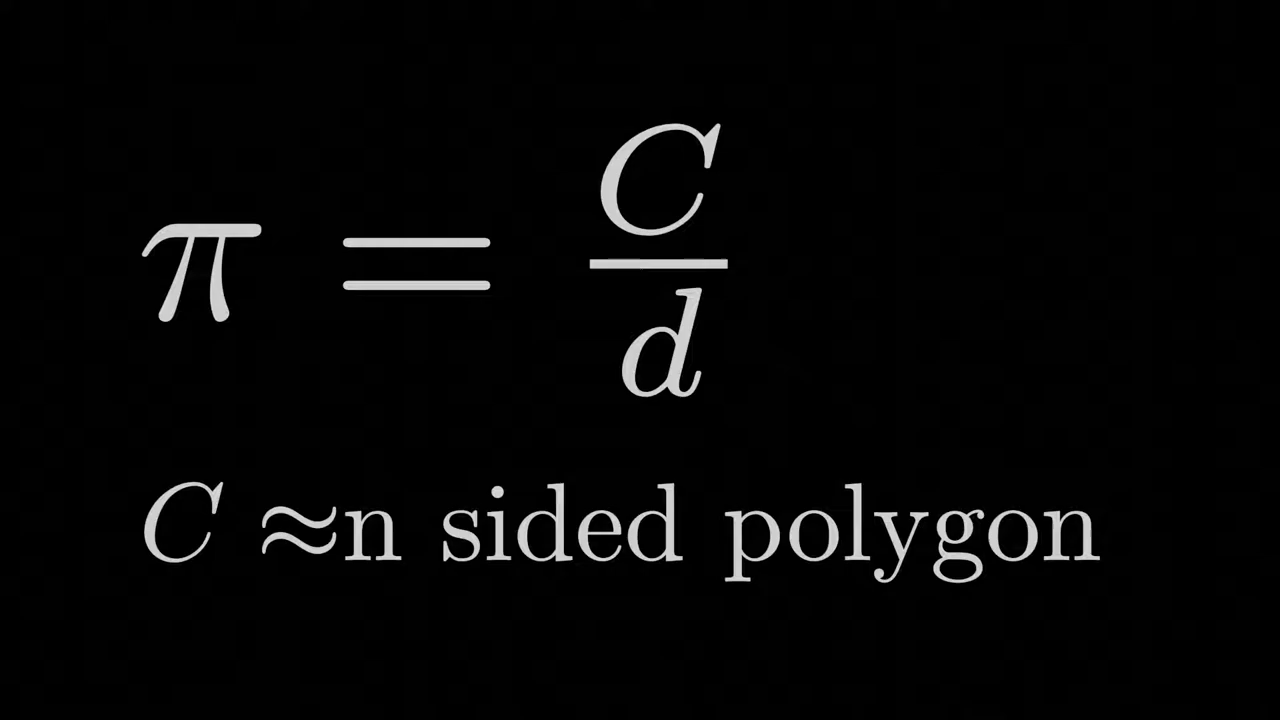 π = C/d
C ≈n sided polygon